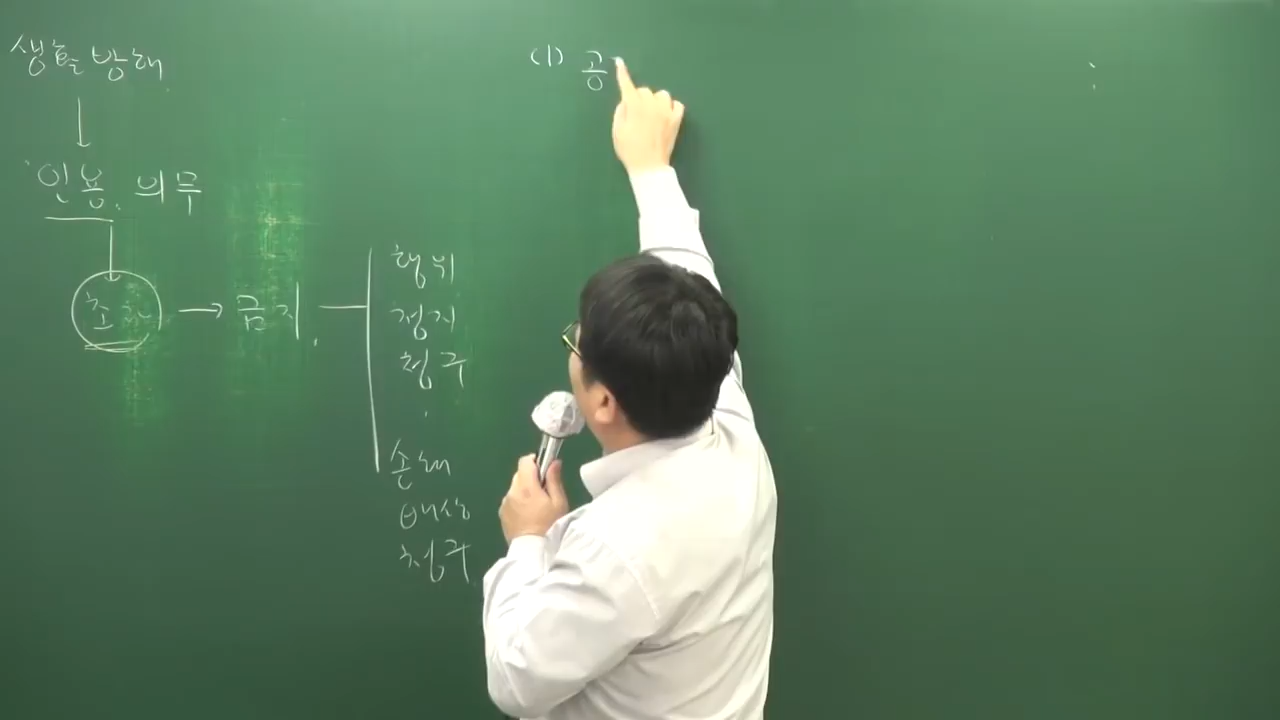 생활방해
인용 의무
초과 → 금지
행위
정지
청구
손해
배상
청구
(1) 공